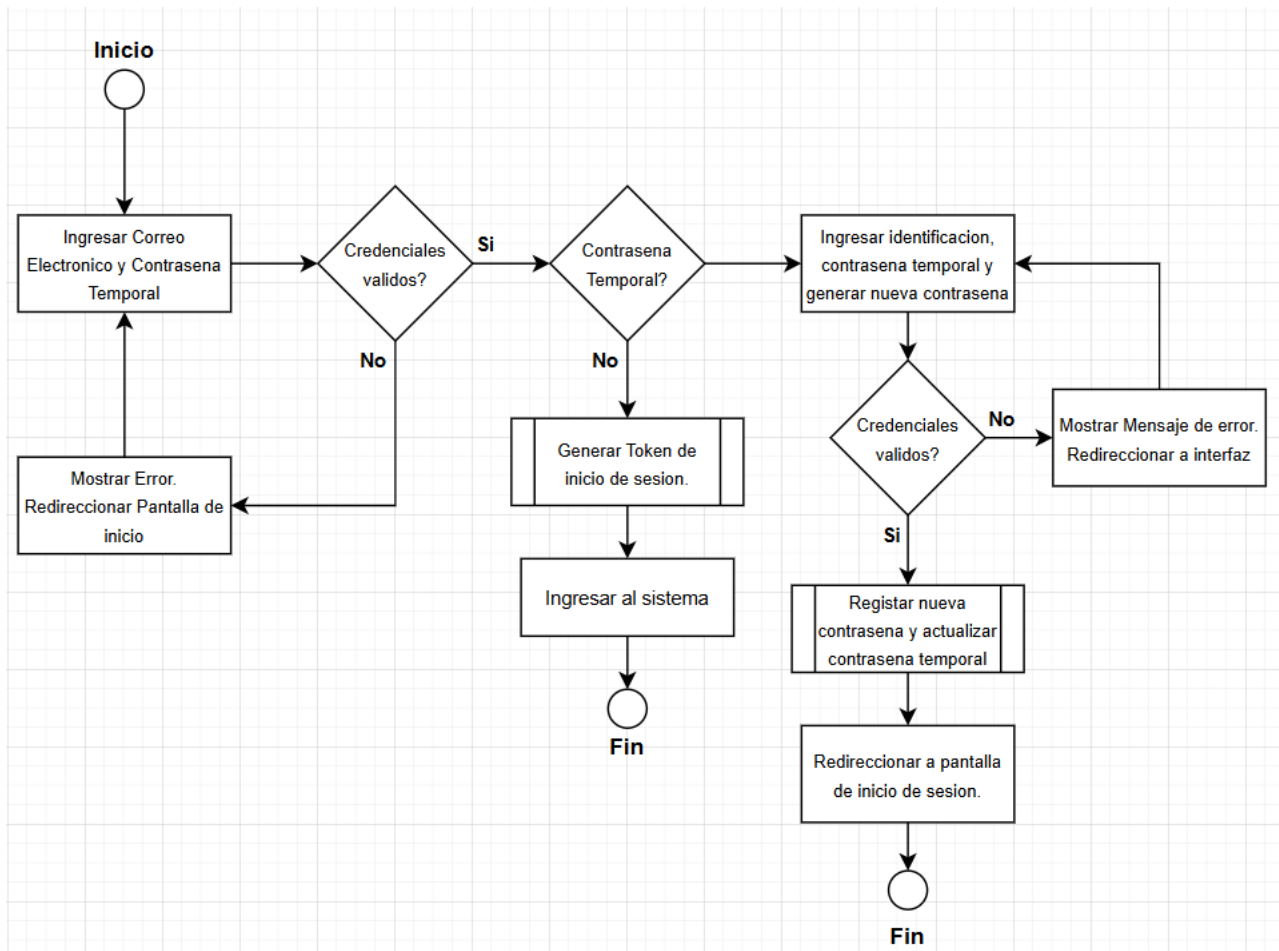 Inicio
Ingresar Correo
Electronico y Contrasena
Temporal
Credenciales
validos?
Si
No
Mostrar Error.
Redireccionar Pantalla de
inicio
Contrasena
Temporal?
No
Generar Token de
inicio de sesion.
Ingresar al sistema
Fin
Ingresar identificacion,
contrasena temporal y
generar nueva contrasena
Credenciales
validos?
No
Mostrar Mensaje de error.
Redireccionar a interfaz
Si
Registar nueva
contrasena y actualizar
contrasena temporal
Redireccionar a pantalla
de inicio de sesion.
Fin